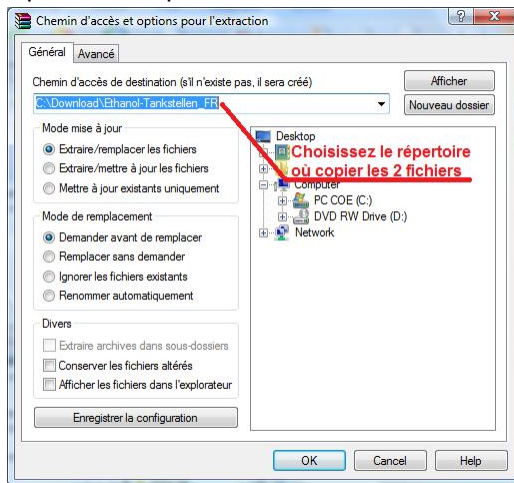 Chemin d'accès et options pour l'extraction
Général
Avancé
Chemin d'accès de destination (s'il n'existe pas, il sera créé)
Afficher
C:\Download\Ethanol-Tankstellen_FR
Nouveau dossier
Mode mise à jour
Extraire/remplacer les fichiers
Extraire/mettre à jour les fichiers
Mettre à jour existants uniquement
Mode de remplacement
Demander avant de remplacer
Remplacer sans demander
Ignorer les fichiers existants
Renommer automatiquement
Divers
Extraire archives dans sous-dossiers
Conserver les fichiers altérés
Afficher les fichiers dans l'explorateur
Enregistrer la configuration
Desktop
Choisissez le répertoire
où copier les 2 fichiers
Computer
PC COE (C:)
DVD RW Drive (D:)
Network
OK
Cancel
Help